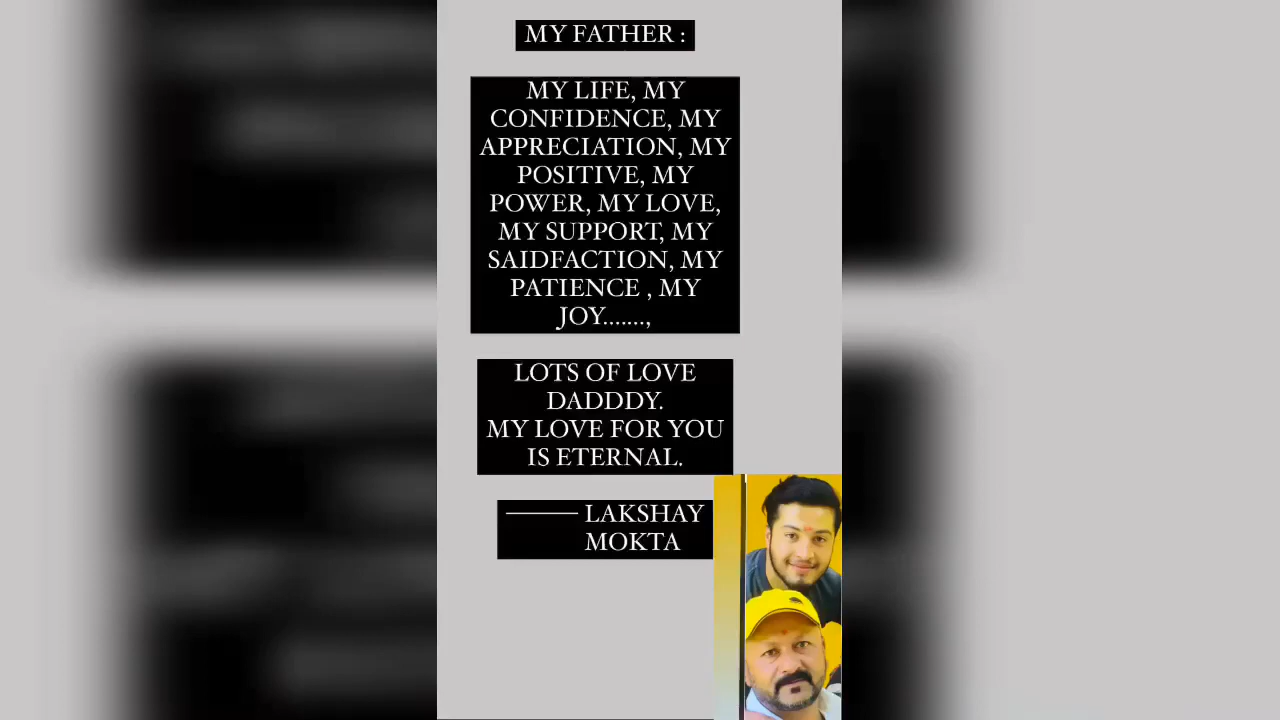 MY FATHER :
MY LIFE, MY
CONFIDENCE, MY
APPRECIATION, MY
POSITIVE, MY
POWER, MY LOVE,
MY SUPPORT, MY
SAIDFACTION, MY
PATIENCE , MY
JOY.......,
LOTS OF LOVE
DADDDY.
MY LOVE FOR YOU
IS ETERNAL.
——— LAKSHAY
MOKTA